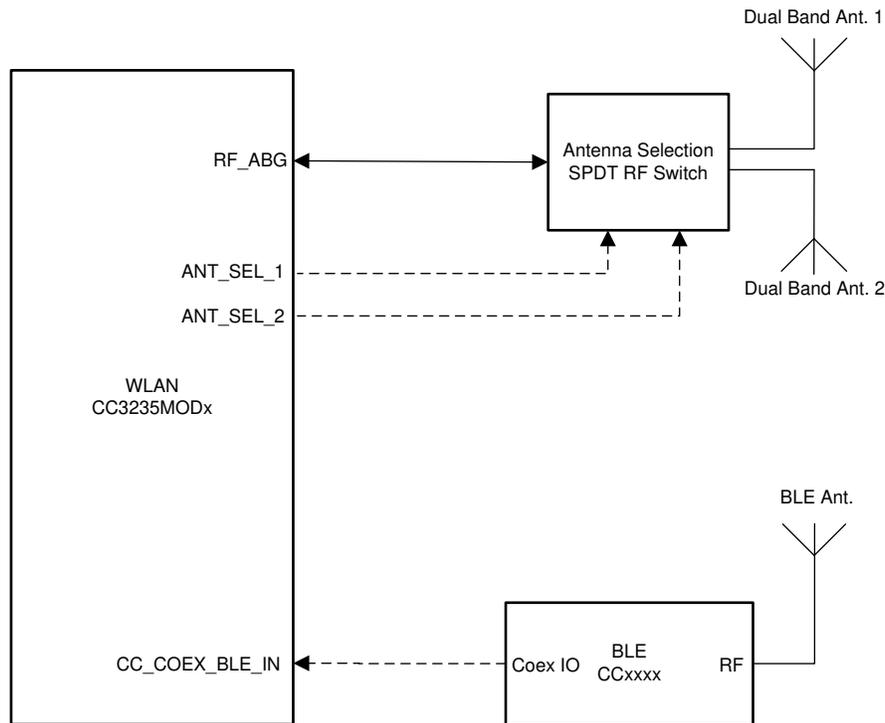 Dual Band Ant. 1
RF_ABG
Antenna Selection
SPDT RF Switch
ANT_SEL_1
Dual Band Ant. 2
ANT_SEL_2
WLAN
CC3235MODx
BLE Ant.
CC_COEX_BLE_IN
Coex IO
BLE
CCxxxx
RF